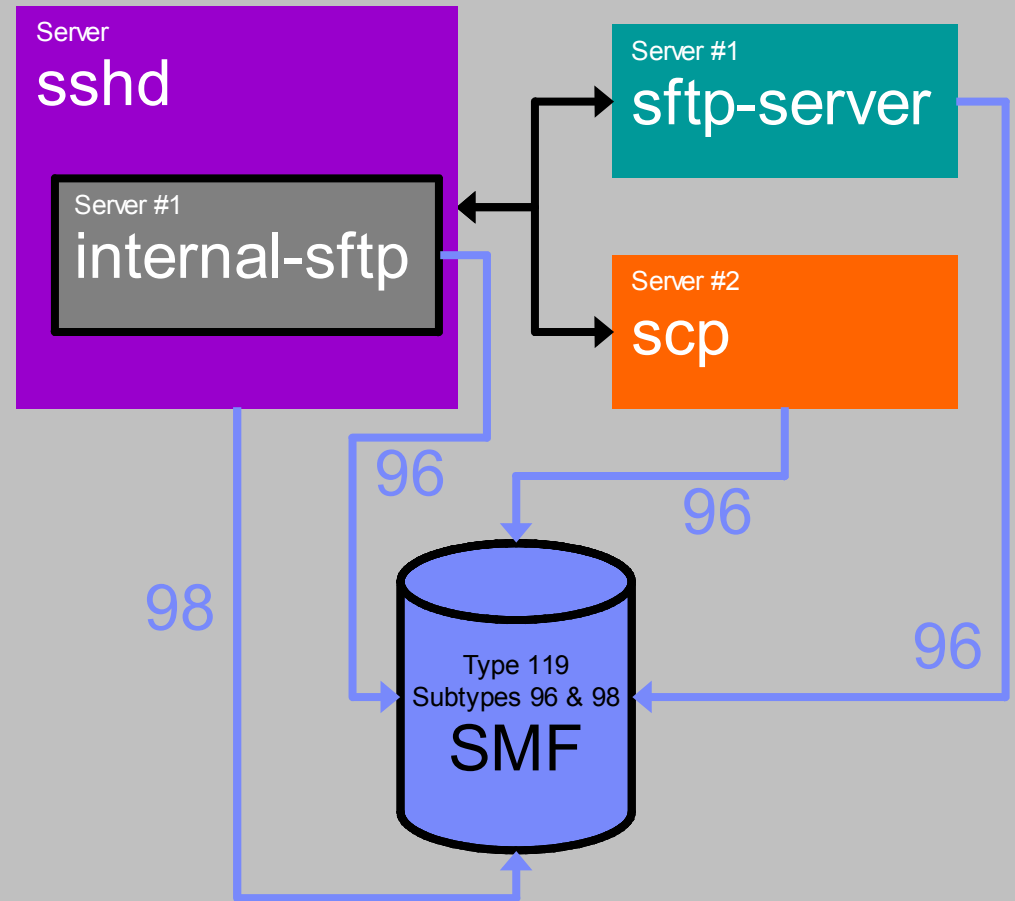 Server
sshd
Server #1
internal-sftp
Server #1
sftp-server
Server #2
scp
96
96
98
96
Type 119
Subtypes 96 & 98
SMF